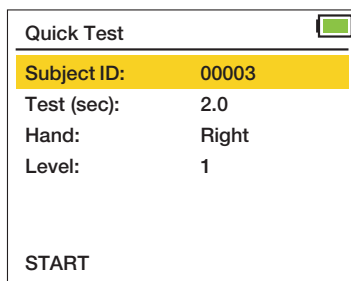 Quick Test
Subject ID: 00003
Test (sec): 2.0
Hand: Right
Level: 1
START